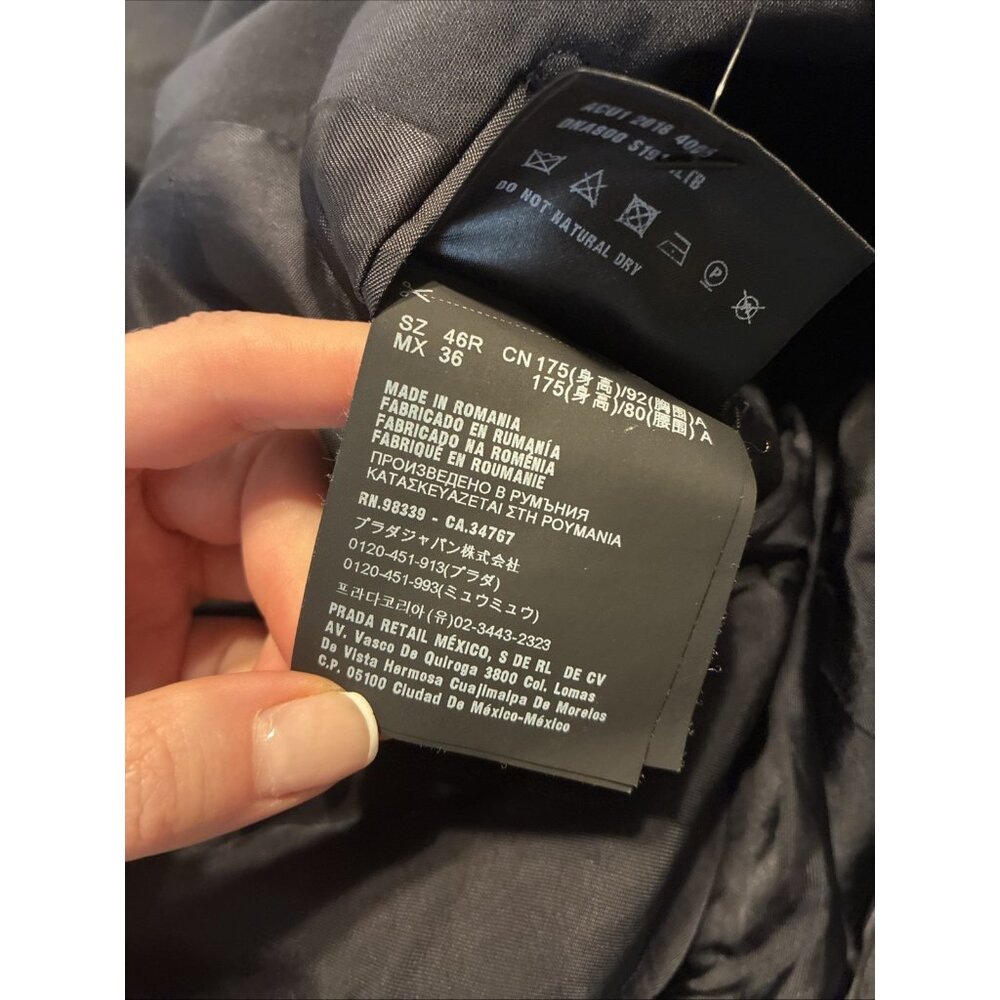 ACU1 2018
DNA800
DO NOT NATURAL DRY
P
SZ 46R CN 175(身高)/92(胸围)A
MX 36 175(身高)/80(腰围) A
MADE IN ROMANIA
FABRICADO EN RUMANÍA
FABRICADO NA ROMÉNIA
FABRIQUÉ EN ROUMANIE
ПРОИЗВЕДЕНО В РУМЪНИЯ
ΚΑΤΑΣΚΕΥΑΖΕΤΑΙ ΣΤΗ ΡΟΥΜΑΝΙΑ
RN.98339 - CA.34767
プラダジャパン株式会社
0120-451-913(プラダ)
0120-451-993(ミュウミュウ)
프라다코리아(유)02-3443-2323
PRADA RETAIL MÉXICO, S DE RL DE CV
AV. Vasco De Quiroga 3800 Col. Lomas
De Vista Hermosa Cuajimalpa De Morelos
C.P. 05100 Ciudad De México-México